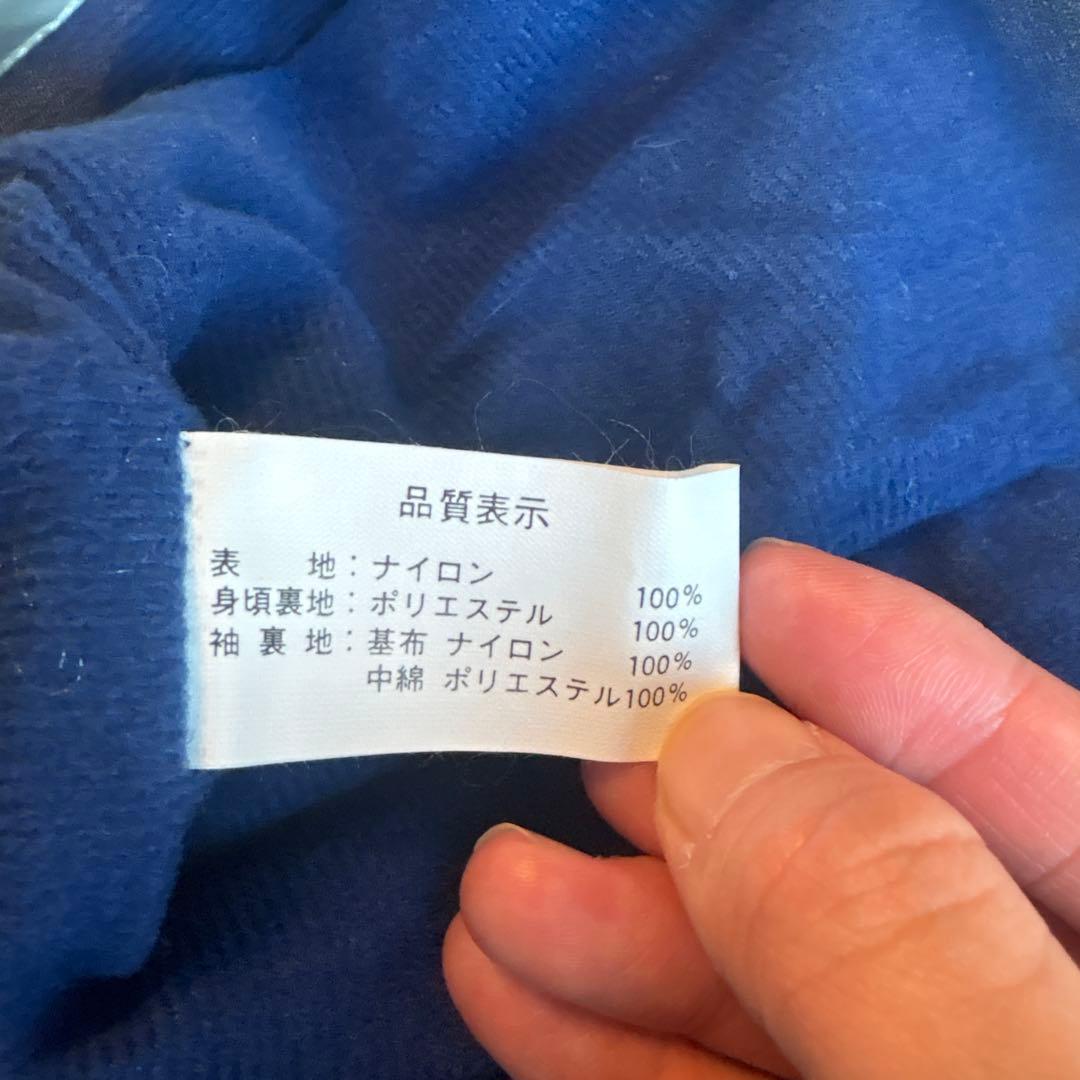 品質表示
表 地：ナイロン 100%
身頃裏地：ポリエステル 100%
袖 裏 地：基布 ナイロン 100%
中綿 ポリエステル100%